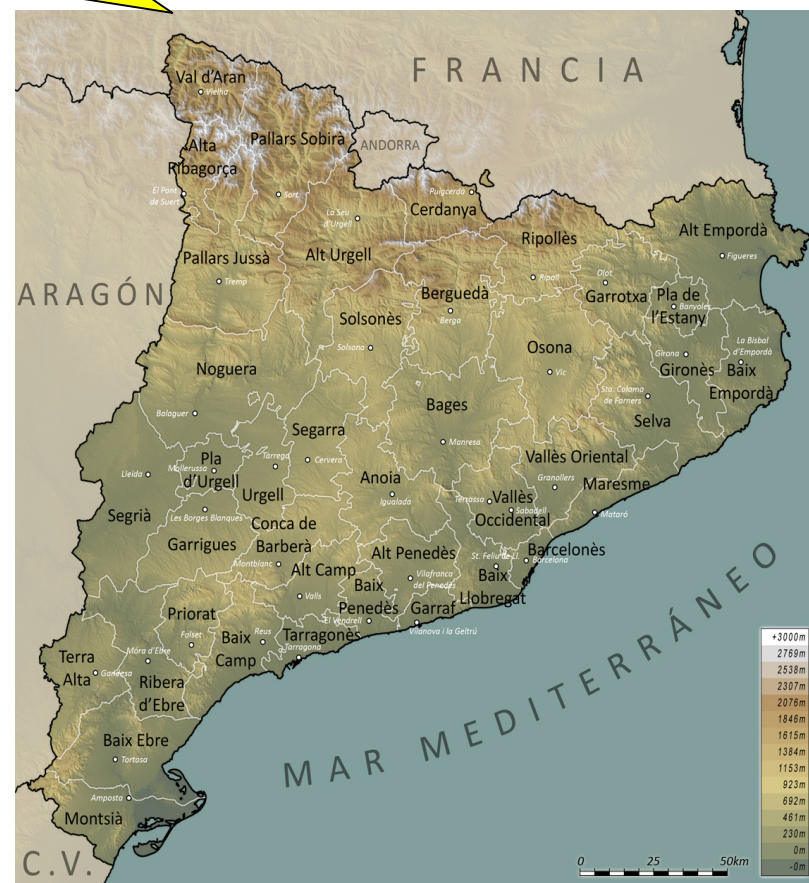 FRANCIA
Val d'Aran
Vielha
Alta
Ribagorça
Pallars Sobirà
ANDORRA
El Pont
de Suert
Sort
Puigcerdà
Cerdanya
La Seu
d'Urgell
Alt Urgell
Ripollès
Ripoll
Alt Empordà
Figueres
Pallars Jussà
Tremp
ARAGÓN
Berguedà
Berga
Olot
Garrotxa
Pla de
l'Estany
Banyoles
Solsonès
Solsona
Osona
Vic
Girona
Gironès
La Bisbal
d'Empordà
Baix
Empordà
Noguera
Balaguer
Sta. Coloma
de Farners
Selva
Bages
Manresa
Segarra
Cervera
Tàrrega
Pla
d'Urgell
Mollerussa
Urgell
Lleida
Segrià
Les Borges Blanques
Garrigues
Anoia
Igualada
Vallès Oriental
Granollers
Maresme
Mataró
Terrassa
Vallès
Occidental
Sabadell
Conca de
Barberà
Montblanc
Alt Penedès
Vilafranca
del Penedès
St. Feliu de Ll.
Baix
Llobregat
Barcelonès
Barcelona
Alt Camp
Valls
Baix
Penedès
El Vendrell
Garraf
Vilanova i la Geltrú
Priorat
Falset
Baix
Camp
Reus
Tarragonès
Tarragona
Terra
Alta
Gandesa
Móra d'Ebre
Ribera
d'Ebre
Baix Ebre
Tortosa
Amposta
Montsià
C.V.
MAR MEDITERRÁNEO
+3000m
2769m
2538m
2307m
2076m
1846m
1615m
1384m
1153m
923m
692m
461m
230m
0m
-0m
0 25 50km